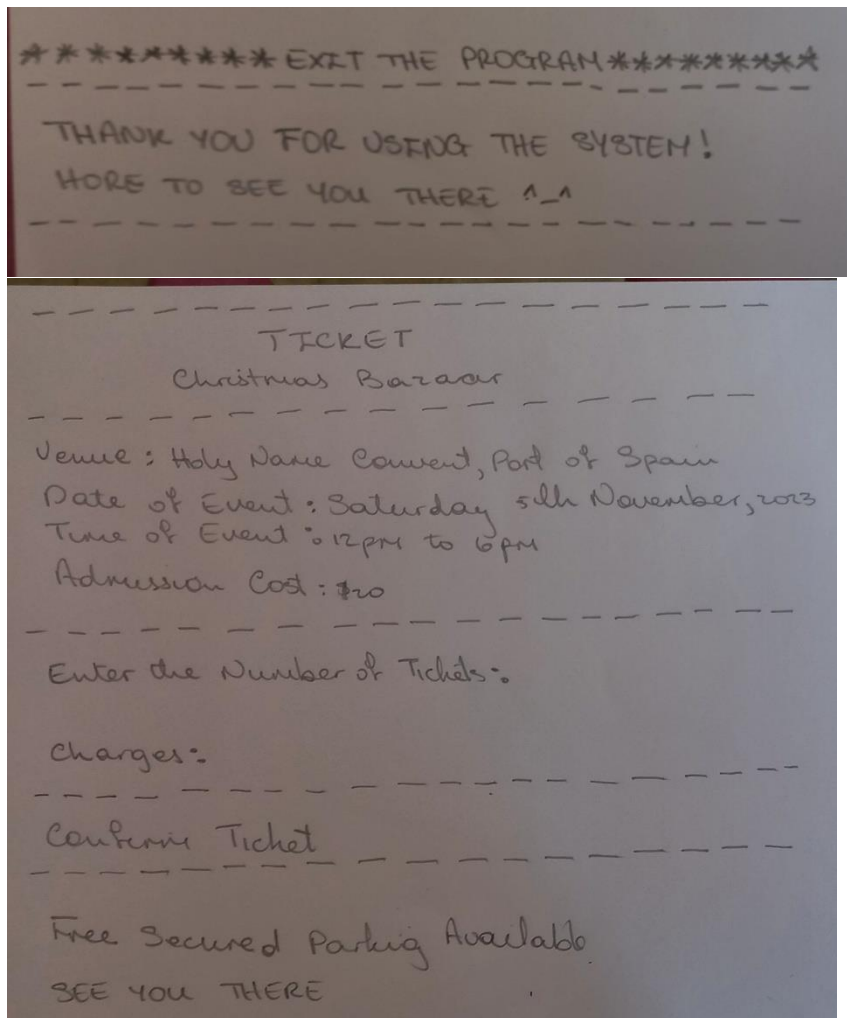 ********* EXIT THE PROGRAM *********
THANK YOU FOR USING THE SYSTEM!
HORE TO SEE YOU THERE ^_^
TICKET
Christmas Bazaar
Venue: Holy Name Convent, Port of Spain
Date of Event: Saturday 5th November, 2023
Time of Event: 12PM to 6PM
Admission Cost: $20
Enter the Number of Tickets:
Charges:
Confirm Ticket
Free Secured Parking Available
SEE YOU THERE